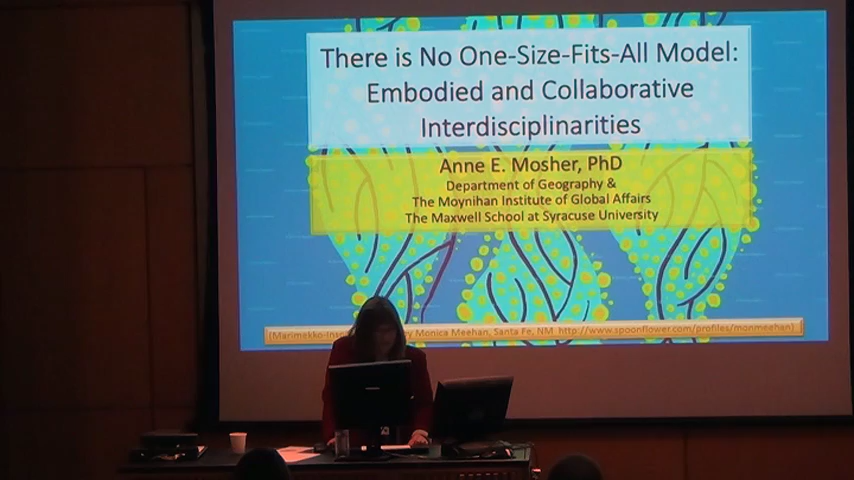 There is No One-Size-Fits-All Model:
Embodied and Collaborative
Interdisciplinarities
Anne E. Mosher, PhD
Department of Geography &
The Moynihan Institute of Global Affairs
The Maxwell School at Syracuse University
(Marimekko-Insp Monica Meehan, Santa Fe, NM http://www.spoonflower.com/profiles/monmeehan)